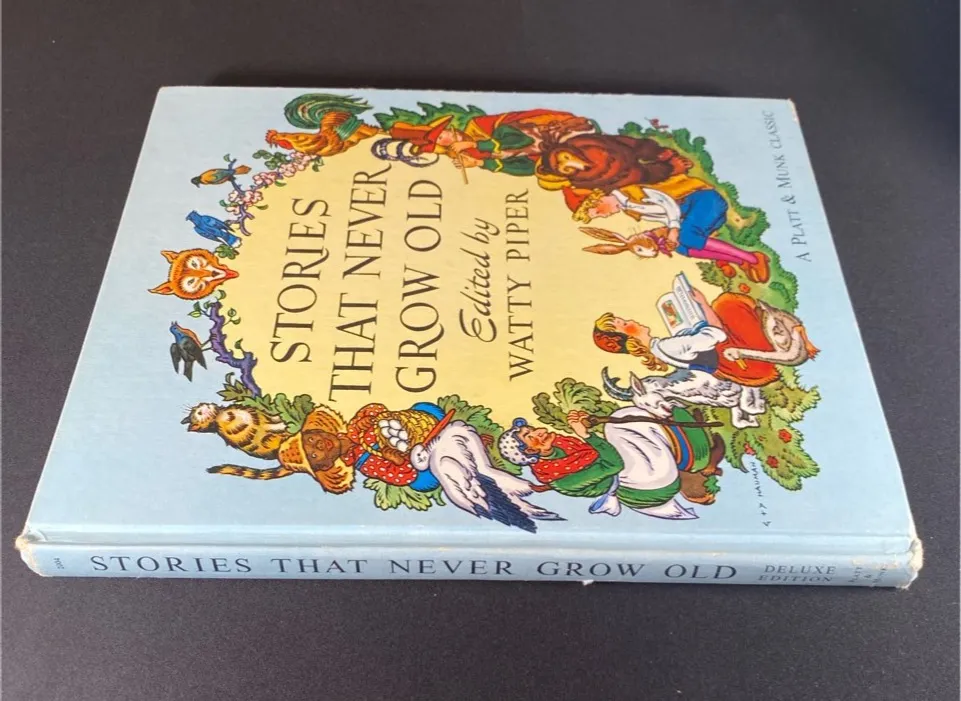 STORIES
THAT NEVER
GROW OLD
Edited by
WATTY PIPER
A PLATT & MUNK CLASSIC
STORIES THAT NEVER GROW OLD
DELUXE
EDITION
PLATT
&